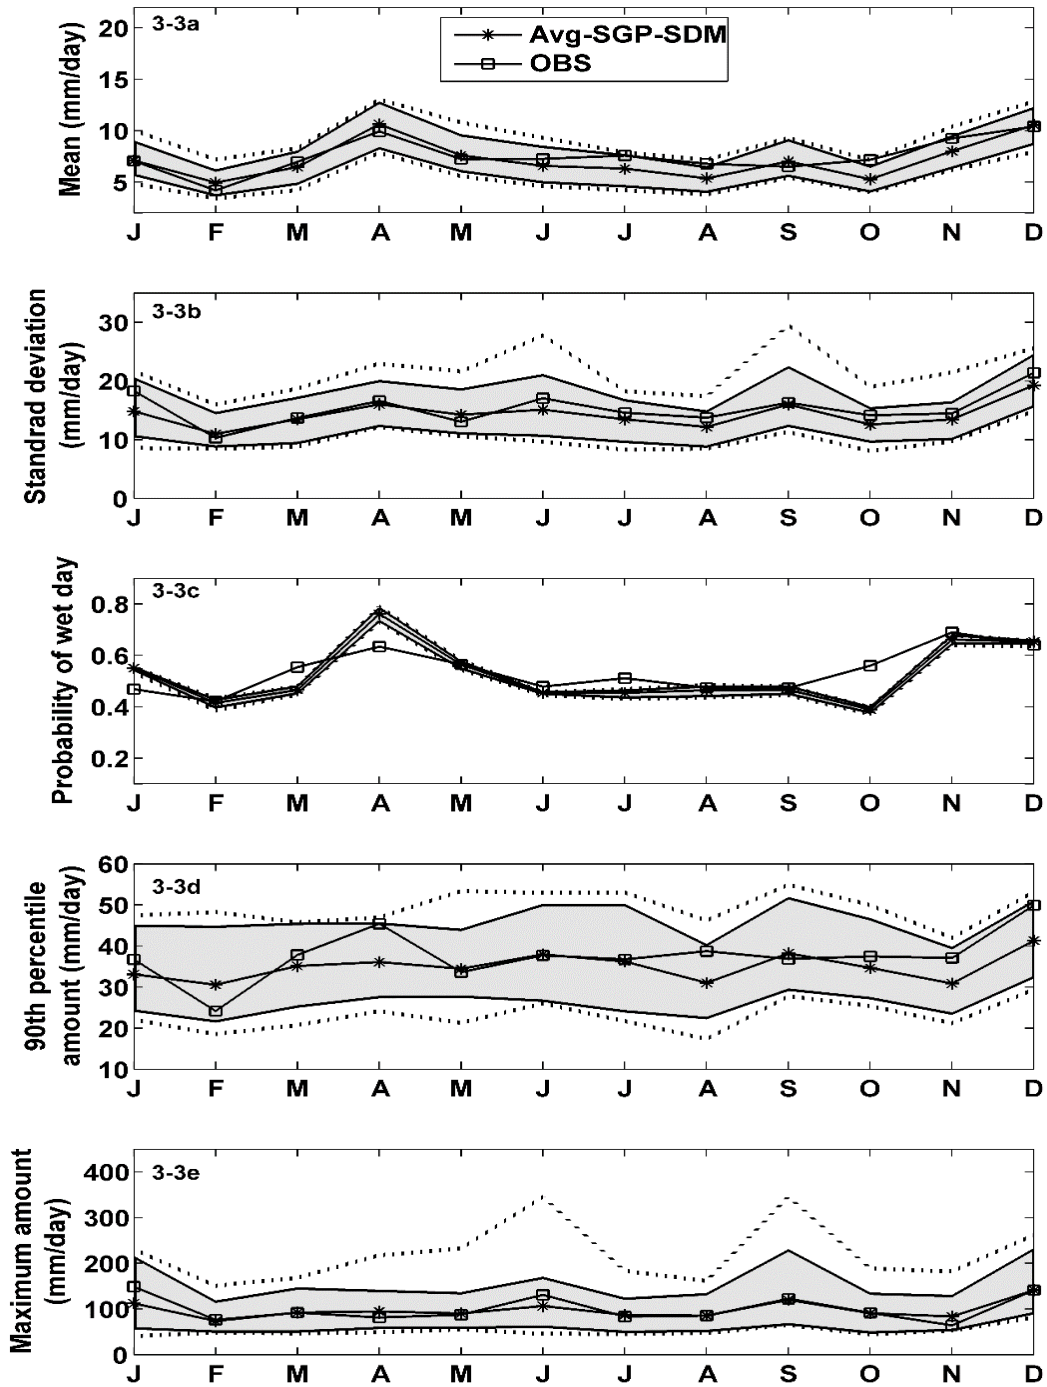 3-3a
Avg-SGP-SDM
OBS
Mean (mm/day)
20
15
10
5
J F M A M J J A S O N D
3-3b
Standrad deviation
(mm/day)
30
20
10
0
J F M A M J J A S O N D
3-3c
Probability of wet day
0.8
0.6
0.4
0.2
J F M A M J J A S O N D
3-3d
90th percentile
amount (mm/day)
60
50
40
30
20
10
J F M A M J J A S O N D
3-3e
Maximum amount
(mm/day)
400
300
200
100
0
J F M A M J J A S O N D